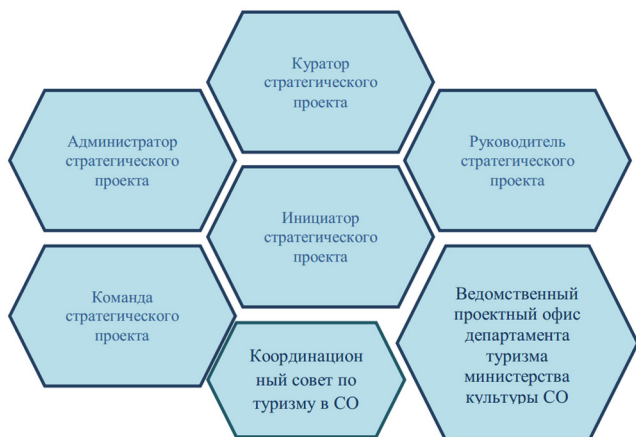 Куратор
стратегического
проекта
Администратор
стратегического
проекта
Руководитель
стратегического
проекта
Инициатор
стратегического
проекта
Команда
стратегического
проекта
Координацион
ный совет по
туризму в СО
Ведомственный
проектный офис
департамента
туризма
министерства
культуры СО